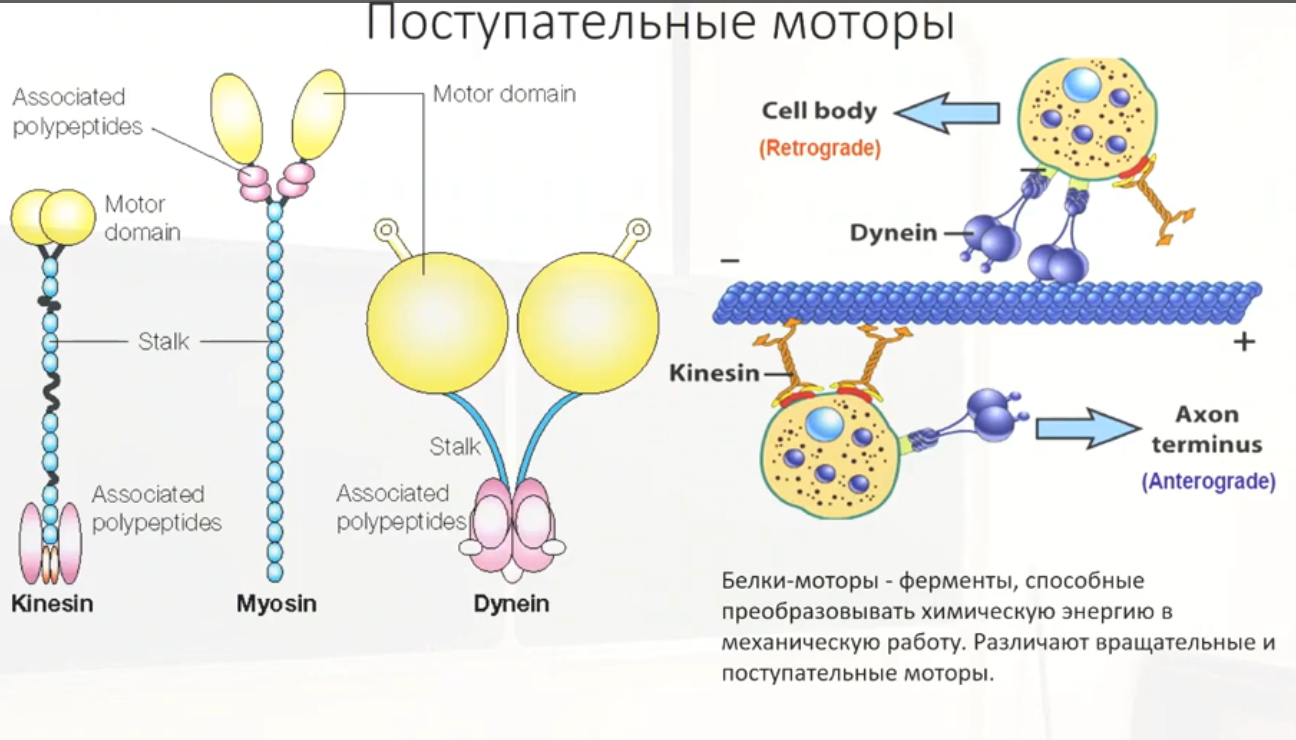 Поступательные моторы
Associated
polypeptides
Motor domain
Motor
domain
Stalk
Stalk
Associated
polypeptides
Associated
polypeptides
Kinesin
Myosin
Dynein
Cell body
(Retrograde)
Dynein
−
−
+
Kinesin
Axon
terminus
(Anterograde)
Белки-моторы - ферменты, способные
преобразовывать химическую энергию в
механическую работу. Различают вращательные и
поступательные моторы.